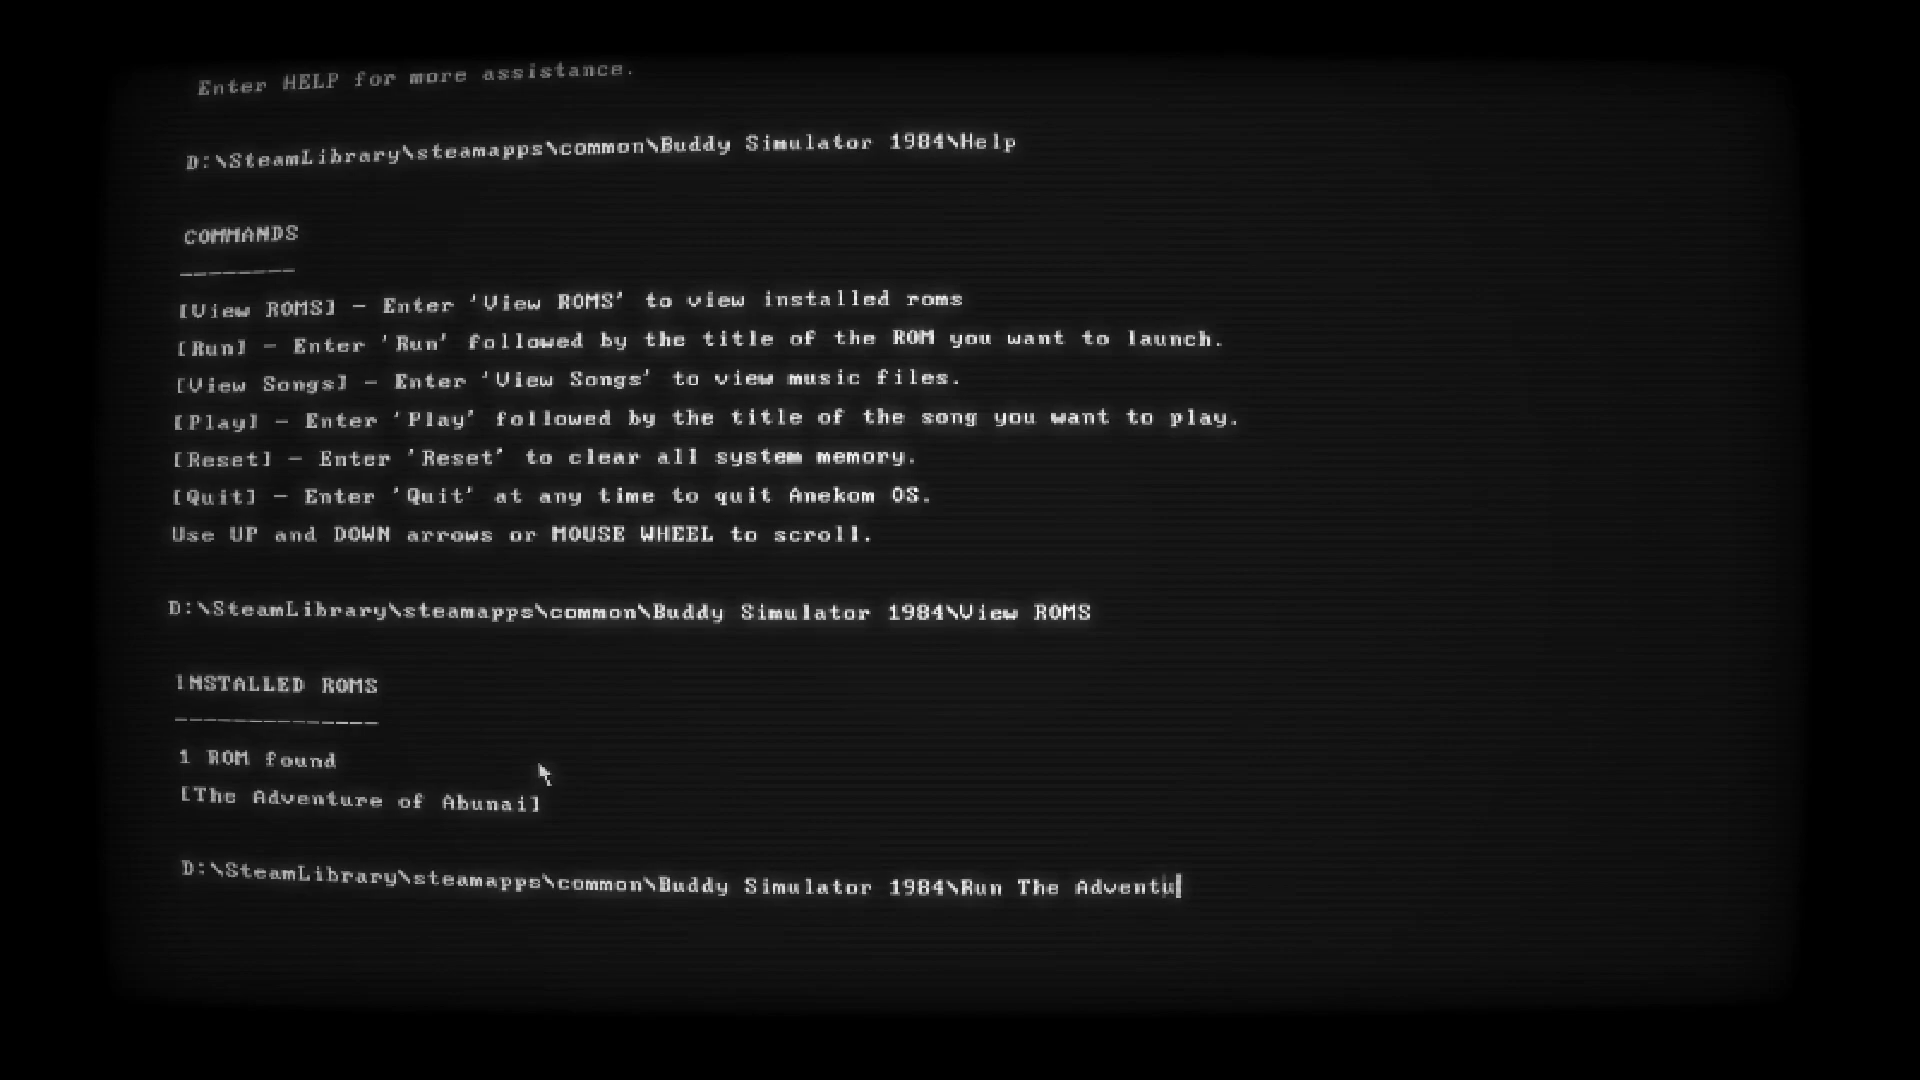 Enter HELP for more assistance.
D:\SteamLibrary\steamapps\common\Buddy Simulator 1984\Help
COMMANDS
--------
[View ROMS] - Enter 'View ROMS' to view installed roms
[Run] - Enter 'Run' followed by the title of the ROM you want to launch.
[View Songs] - Enter 'View Songs' to view music files.
[Play] - Enter 'Play' followed by the title of the song you want to play.
[Reset] - Enter 'Reset' to clear all system memory.
[Quit] - Enter 'Quit' at any time to quit Anekom OS.
Use UP and DOWN arrows or MOUSE WHEEL to scroll.
D:\SteamLibrary\steamapps\common\Buddy Simulator 1984\View ROMS
INSTALLED ROMS
--------------
1 ROM found
[The Adventure of Abunai]
D:\SteamLibrary\steamapps\common\Buddy Simulator 1984\Run The Adventu